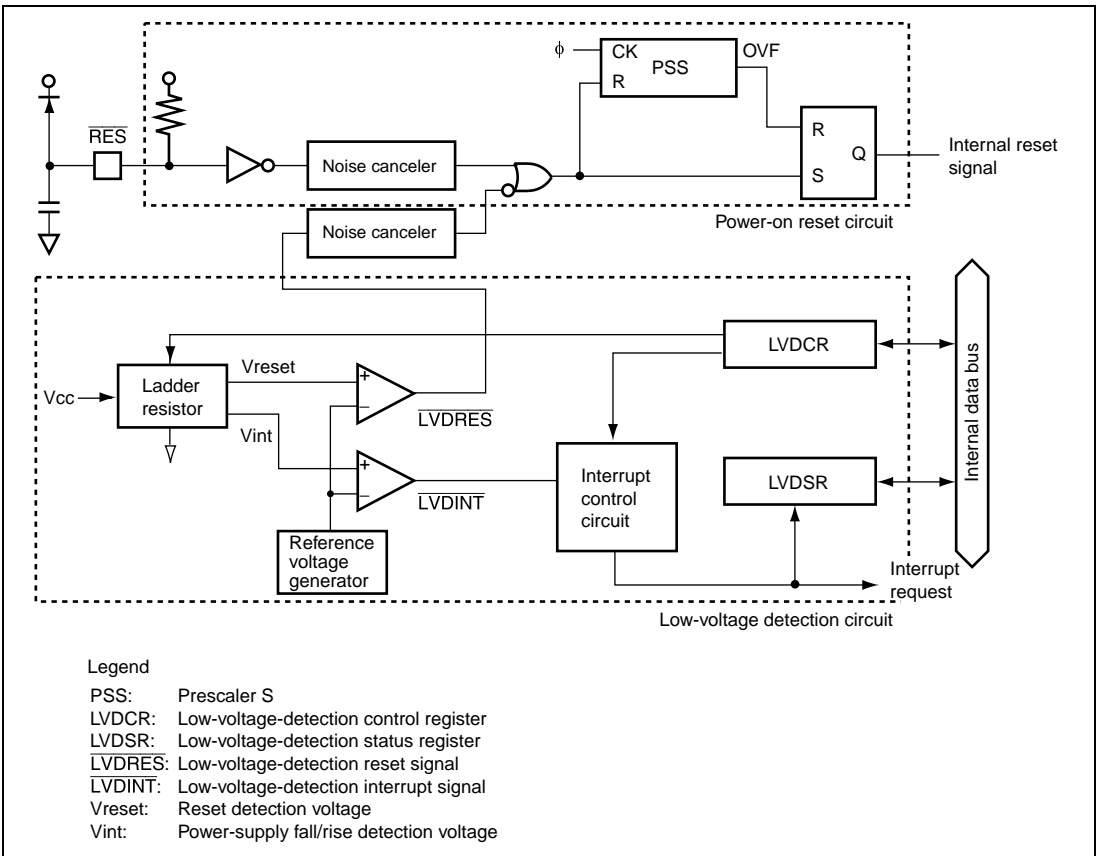 φ
CK
PSS
R
OVF
R
Q
S
Internal reset
signal
RES
Noise canceler
Noise canceler
Power-on reset circuit
LVDCR
Internal data bus
Vcc
Ladder
resistor
Vreset
Vint
+
–
LVDRES
+
–
LVDINT
Interrupt
control
circuit
LVDSR
Reference
voltage
generator
Interrupt
request
Low-voltage detection circuit
Legend
PSS: Prescaler S
LVDCR: Low-voltage-detection control register
LVDSR: Low-voltage-detection status register
LVDRES: Low-voltage-detection reset signal
LVDINT: Low-voltage-detection interrupt signal
Vreset: Reset detection voltage
Vint: Power-supply fall/rise detection voltage